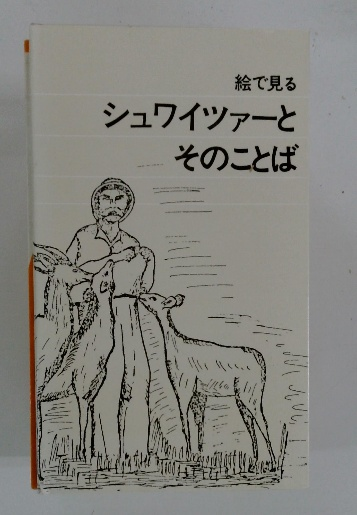 絵で見る
シュワイツァーと
そのことば